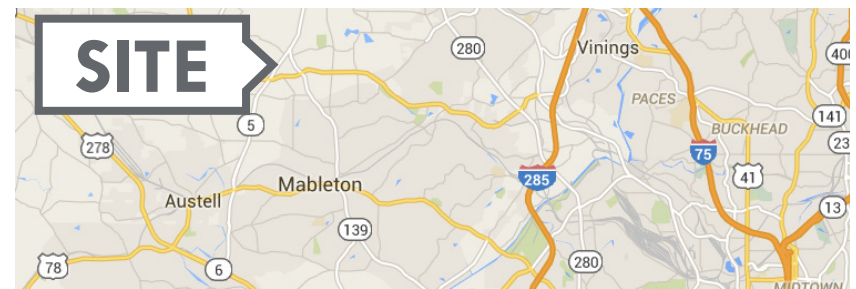 SITE
280
Vinings
400
PACES
141
5
BUCKHEAD
23
278
75
285
41
Mableton
Austell
13
139
78
6
280
MIDTOWN